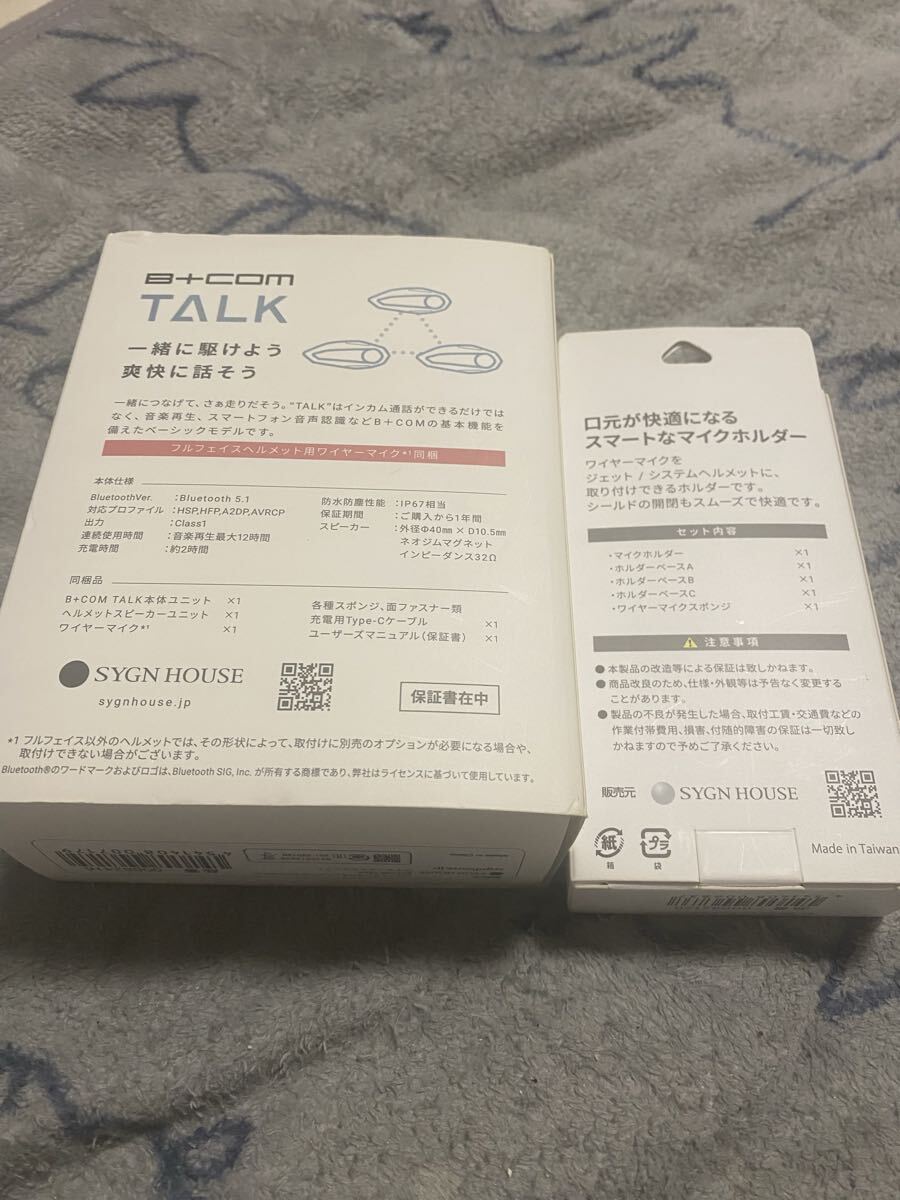 B+COM
TALK
一緒に駆けよう
爽快に話そう
一緒につなげて、さぁ走りだそう。"TALK"はインカム通話ができるだけでは
なく、音楽再生、スマートフォン音声認識などB+COMの基本機能を
備えたベーシックモデルです。
フルフェイスヘルメット用ワイヤーマイク*1同梱
本体仕様
BluetoothVer. :Bluetooth 5.1
対応プロファイル :HSP,HFP,A2DP,AVRCP
出力 :Class1
連続使用時間 :音楽再生最大12時間
充電時間 :約2時間
防水防塵性能 :IP67相当
保証期間 :ご購入から1年間
スピーカー :外径Φ40mm × D10.5mm
ネオジムマグネット
インピーダンス32Ω
同梱品
B+COM TALK本体ユニット ×1
ヘルメットスピーカーユニット ×1
ワイヤーマイク*1 ×1
各種スポンジ、面ファスナー類
充電用Type-Cケーブル ×1
ユーザーズマニュアル(保証書) ×1
SYGN HOUSE
sygnhouse.jp
保証書在中
*1 フルフェイス以外のヘルメットでは、その形状によって、取付けに別売のオプションが必要になる場合や、
取付けできない場合がございます。
Bluetooth®のワードマークおよびロゴは、Bluetooth SIG, Inc. が所有する商標であり、弊社はライセンスに基づいて使用しています。
口元が快適になる
スマートなマイクホルダー
ワイヤーマイクを
ジェット / システムヘルメットに、
取り付けできるホルダーです。
シールドの開閉もスムーズで快適です。
セット内容
・マイクホルダー ×1
・ホルダーベースA ×1
・ホルダーベースB ×1
・ホルダーベースC ×1
・ワイヤーマイクスポンジ ×1
注意事項
●本製品の改造等による保証は致しかねます。
●商品改良のため、仕様・外観等は予告なく変更する
ことがあります。
●製品の不良が発生した場合、取付工賃・交通費などの
作業付帯費用、損害、付随的障害の保証は一切致し
かねますので予めご了承ください。
販売元 SYGN HOUSE
紙
箱
プラ
袋
Made in Taiwan